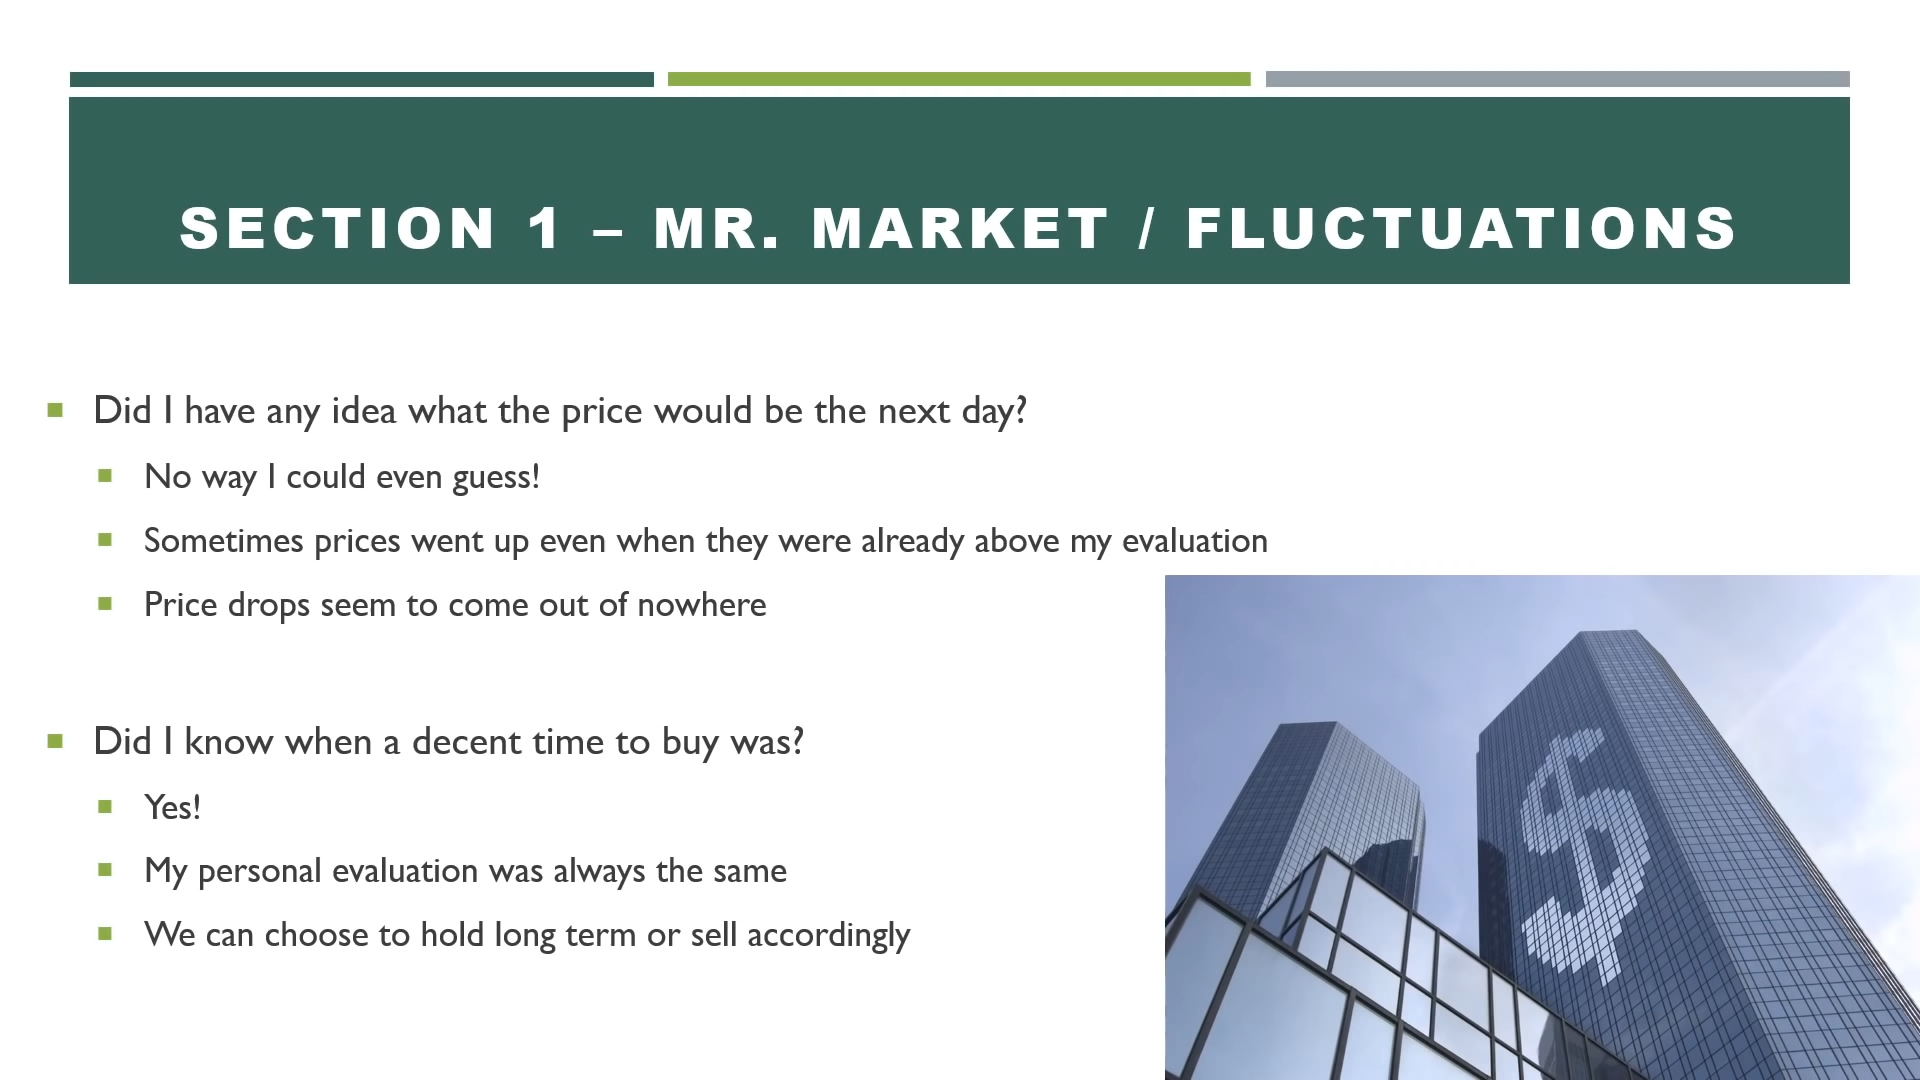 SECTION 1 – MR. MARKET / FLUCTUATIONS
Did I have any idea what the price would be the next day?
No way I could even guess!
Sometimes prices went up even when they were already above my evaluation
Price drops seem to come out of nowhere
Did I know when a decent time to buy was?
Yes!
My personal evaluation was always the same
We can choose to hold long term or sell accordingly
$